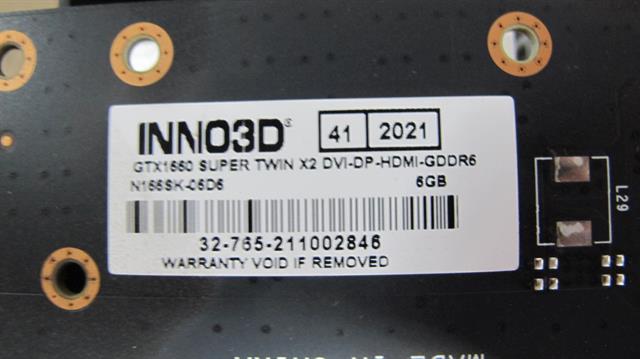 INNO3D® 41 2021
GTX1660 SUPER TWIN X2 DVI-DP-HDMI-GDDR6
N166SK-06D6 6GB
32-765-211002846
WARRANTY VOID IF REMOVED
L29